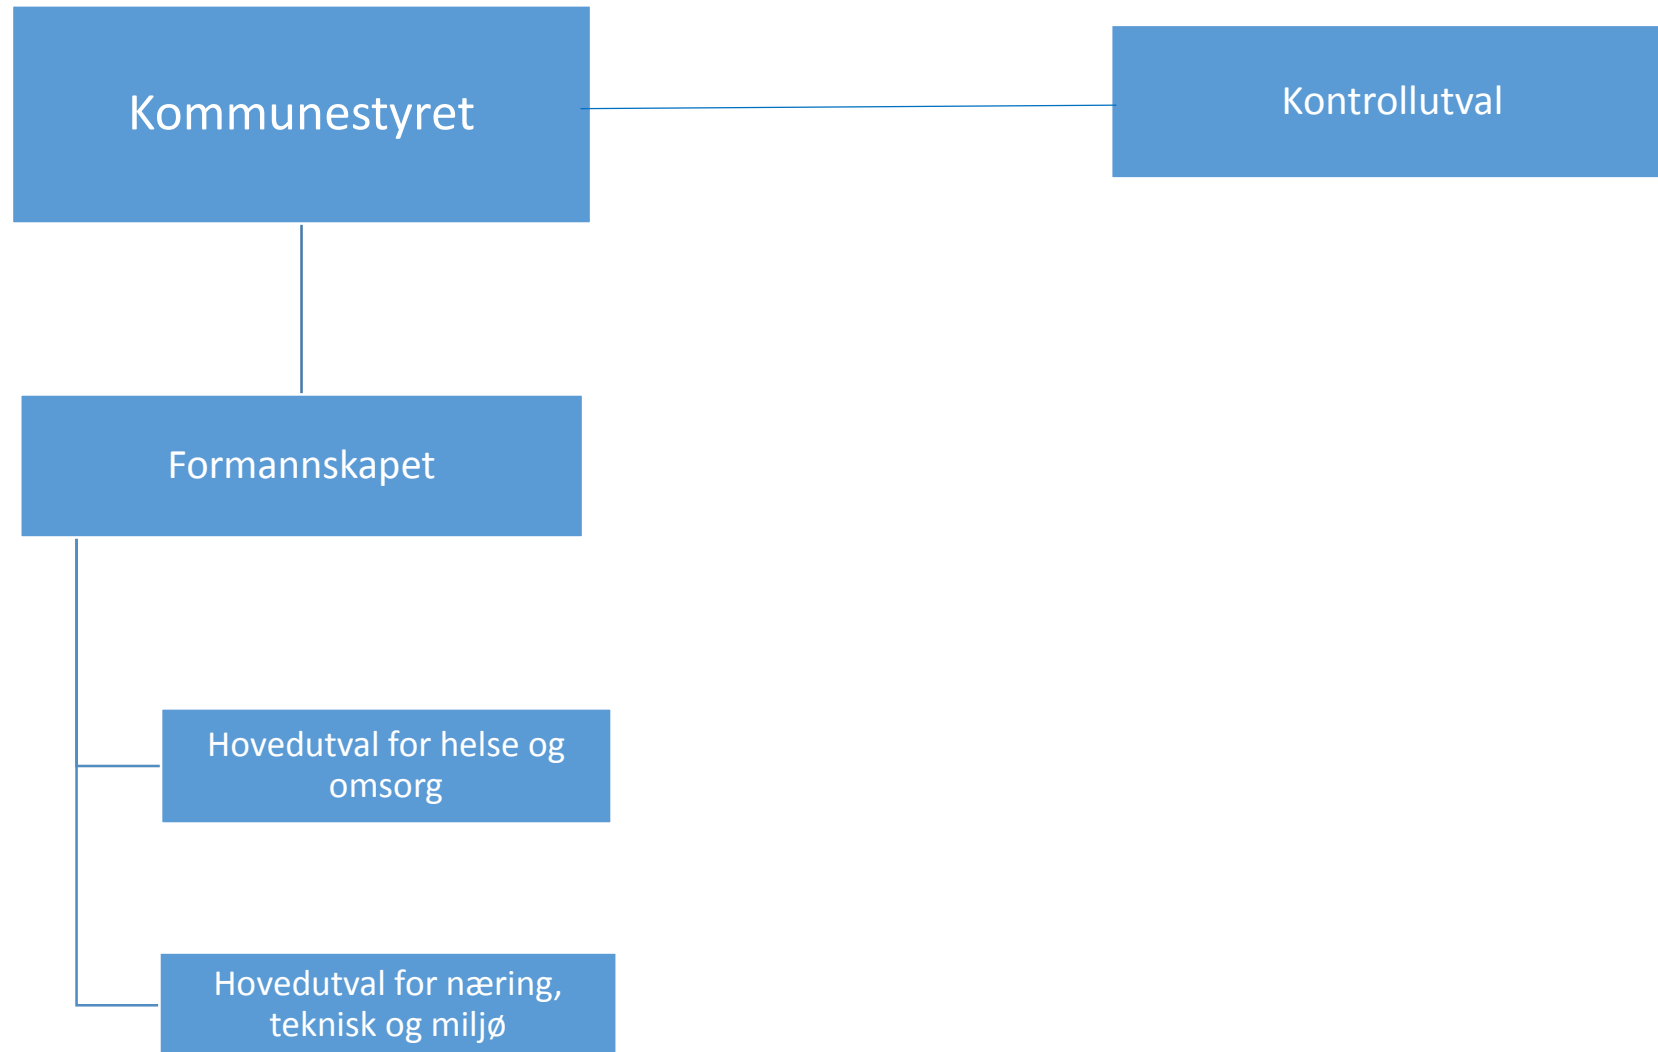 Kommunestyret
Kontrollutval
Formannskapet
Hovedutval for helse og
omsorg
Hovedutval for næring,
teknisk og miljø